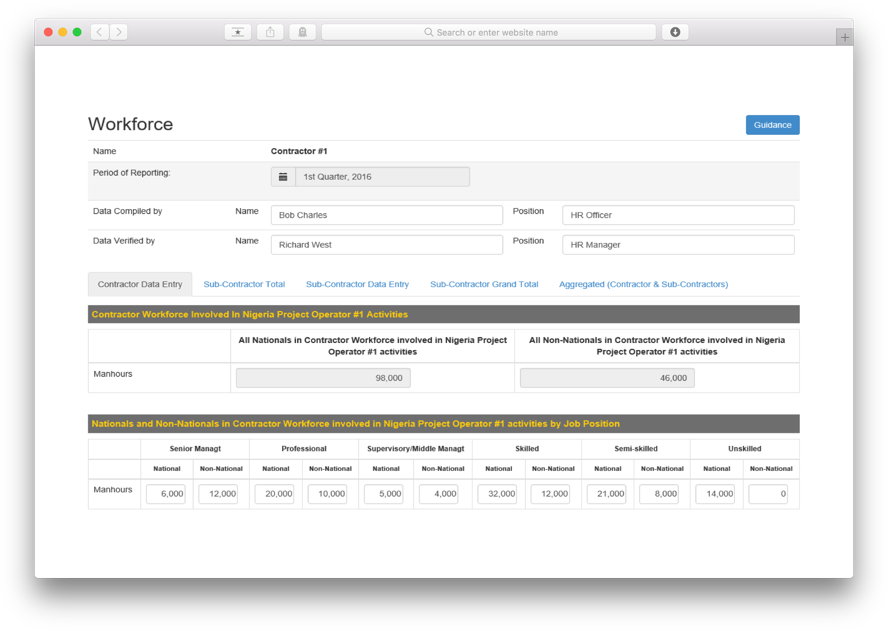 Search or enter website name
Workforce
Guidance
Name Contractor #1
Period of Reporting: 1st Quarter, 2016
Data Compiled by Name Bob Charles Position HR Officer
Data Verified by Name Richard West Position HR Manager
Contractor Data Entry Sub-Contractor Total Sub-Contractor Data Entry Sub-Contractor Grand Total Aggregated (Contractor & Sub-Contractors)
Contractor Workforce Involved In Nigeria Project Operator #1 Activities
All Nationals in Contractor Workforce involved in Nigeria Project
Operator #1 activities
All Non-Nationals in Contractor Workforce involved in Nigeria
Project Operator #1 activities
Manhours 98,000 46,000
Nationals and Non-Nationals in Contractor Workforce involved in Nigeria Project Operator #1 activities by Job Position
Senior Managt Professional Supervisory/Middle Managt Skilled Semi-skilled Unskilled
National Non-National National Non-National National Non-National National Non-National National Non-National National Non-National
Manhours 6,000 12,000 20,000 10,000 5,000 4,000 32,000 12,000 21,000 8,000 14,000 0